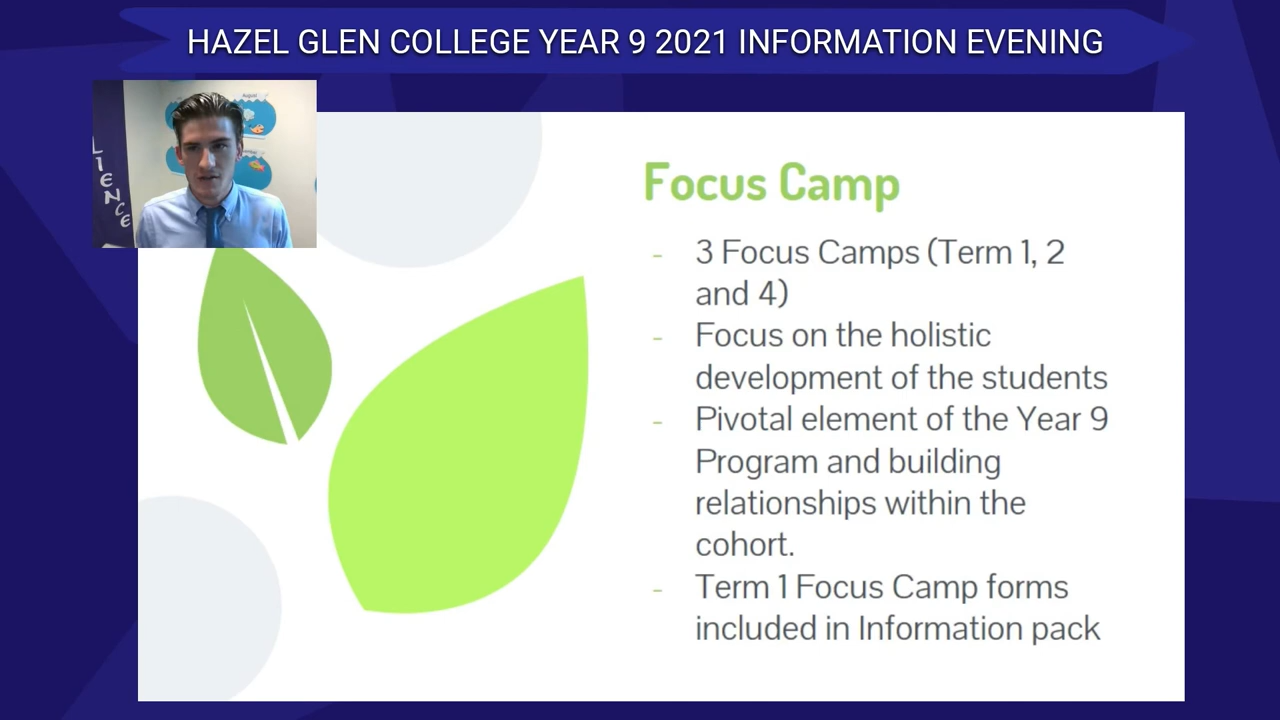 HAZEL GLEN COLLEGE YEAR 9 2021 INFORMATION EVENING
August
LIENCE
Focus Camp
- 3 Focus Camps (Term 1, 2
and 4)
- Focus on the holistic
development of the students
- Pivotal element of the Year 9
Program and building
relationships within the
cohort.
- Term 1 Focus Camp forms
included in Information pack